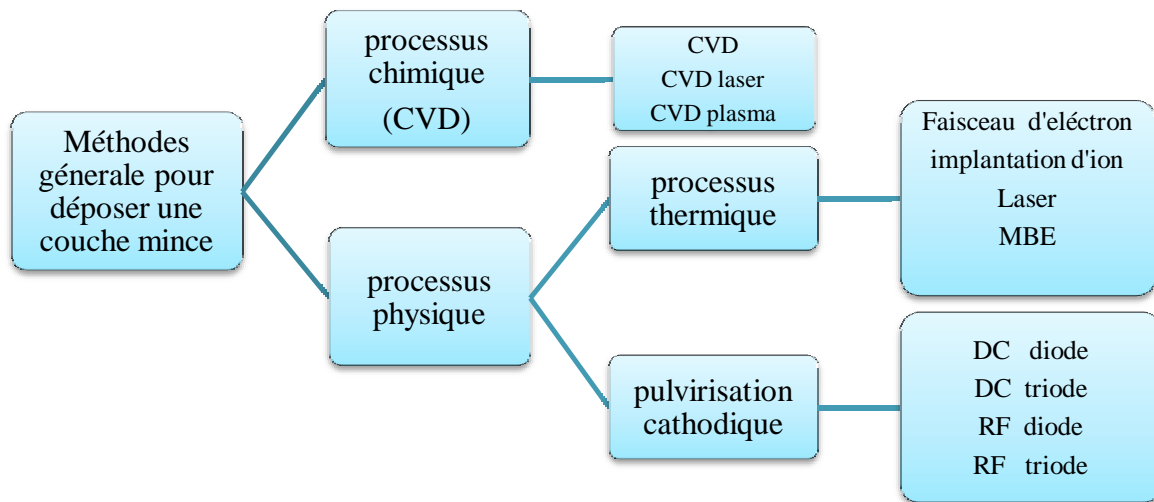 Méthodes
génerale pour
déposer une
couche mince
processus
chimique
(CVD)
CVD
CVD laser
CVD plasma
processus
physique
processus
thermique
Faisceau d'eléctron
implantation d'ion
Laser
MBE
pulvirisation
cathodique
DC diode
DC triode
RF diode
RF triode